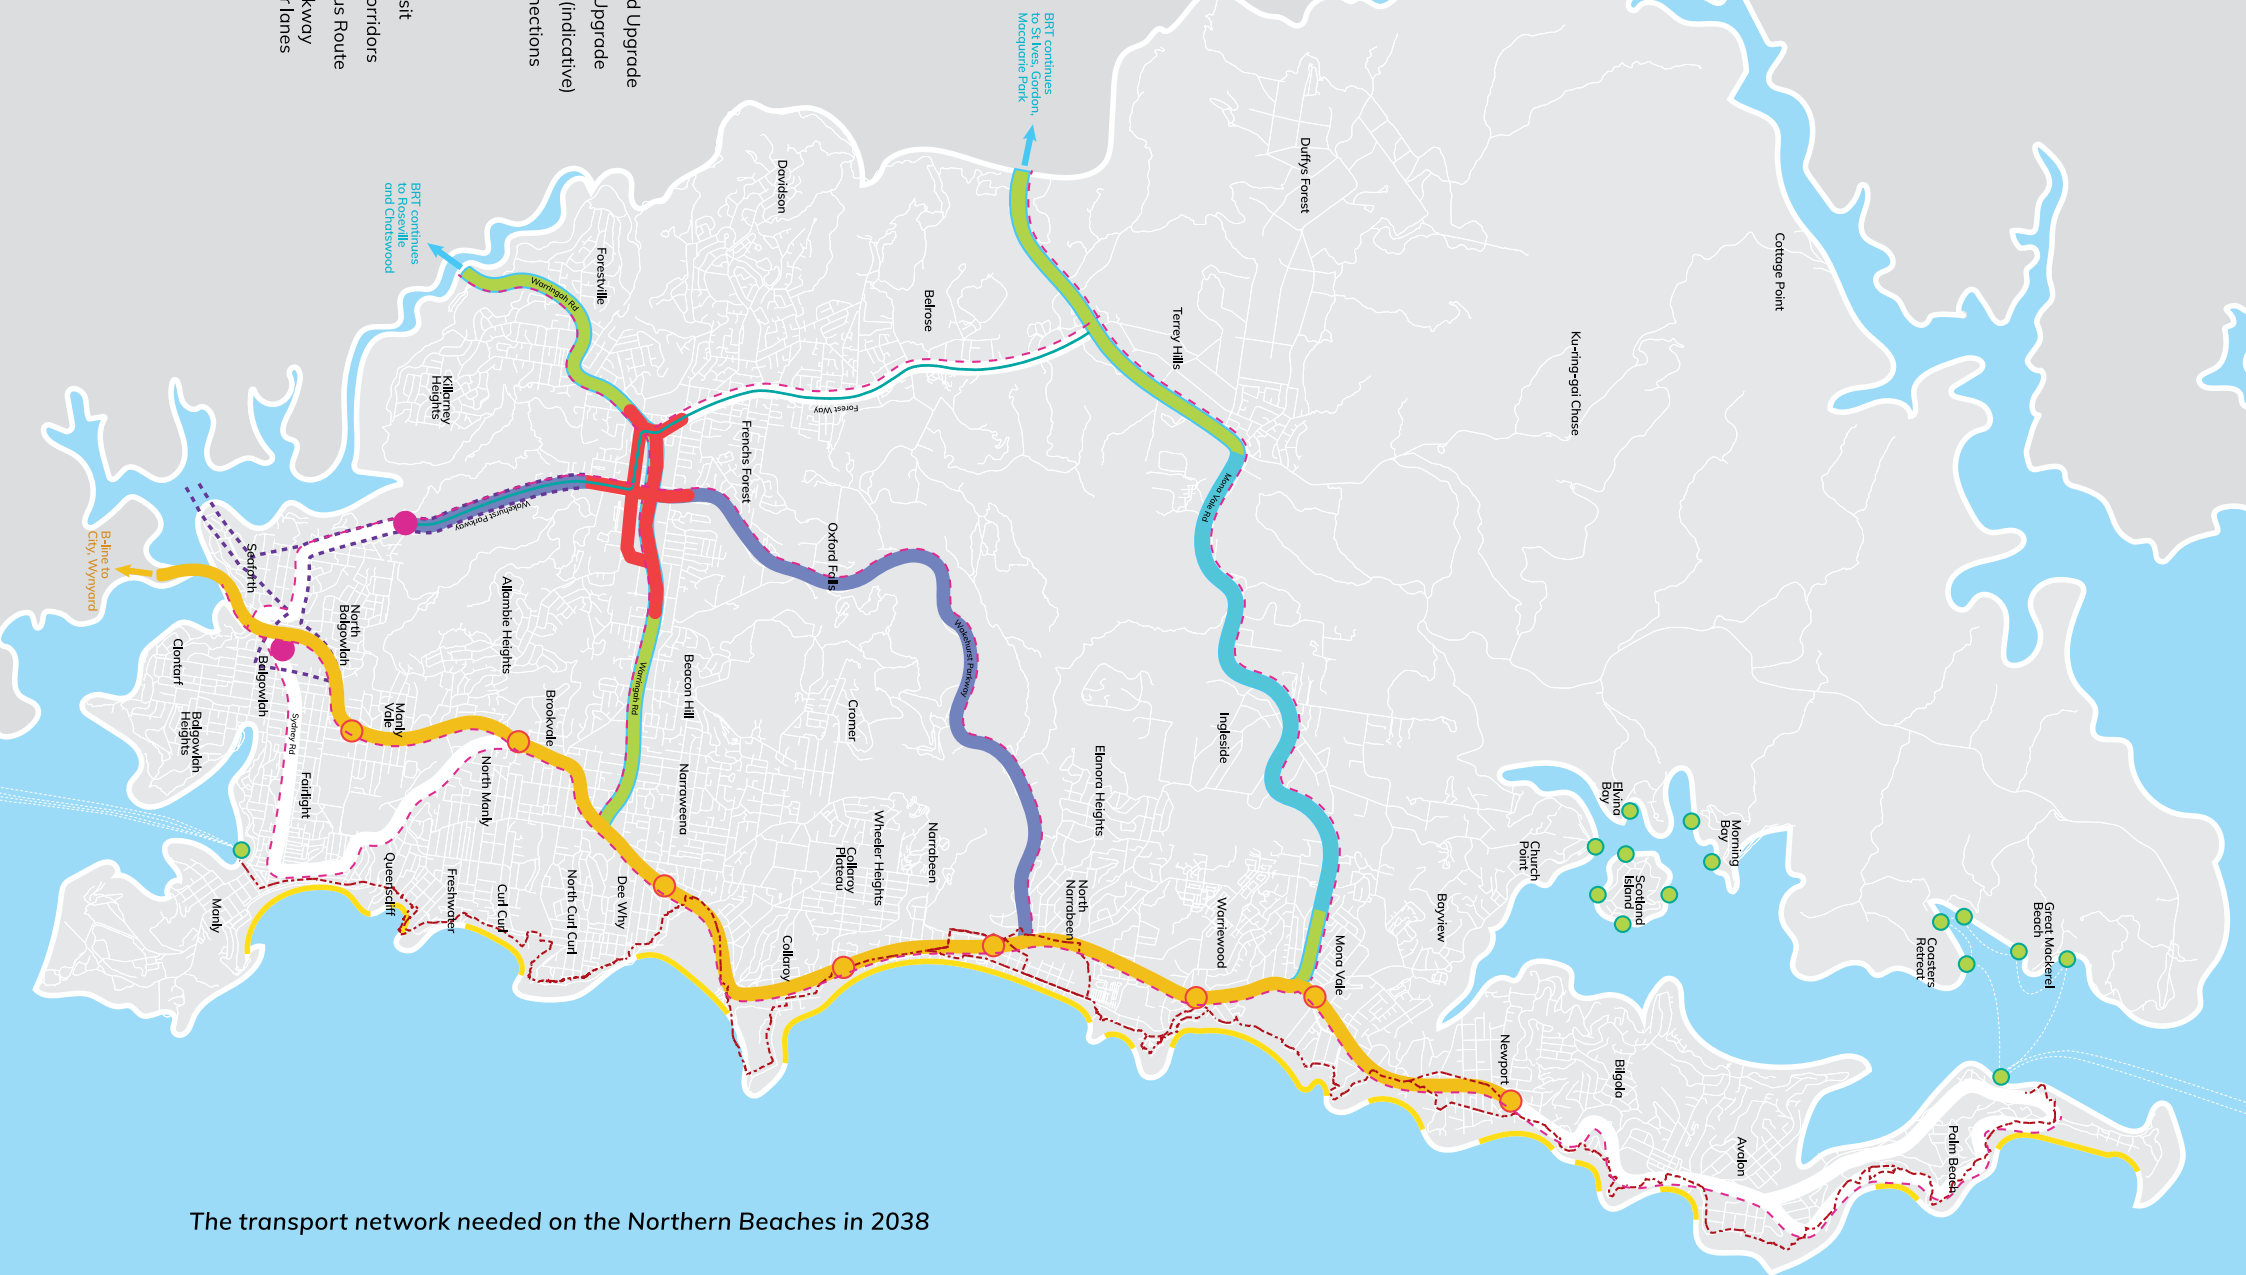 sit
orridors
us Route
kway
r lanes
d Upgrade
Upgrade
(indicative)
nections
BRT continues
to St Ives, Gordon,
Macquarie Park
BRT continues
to Roseville
and Chatswood
B-line to
City, Wynyard
Duffys Forest
Cottage Point
Davidson
Forestville
Belrose
Terrey Hills
Ku-ring-gai Chase
Killarney
Heights
Warringah Rd
Forest Way
Frenchs Forest
Mona Vale Rd
Wakehurst Parkway
Oxford Falls
Seaforth
Allambie Heights
North
Balgowlah
Clontarf
Balgowlah
Beacon Hill
Warringah Rd
Wakehurst Parkway
Cromer
Ingleside
Elanora Heights
Balgowlah
Heights
Sydney Rd
Manly
Vale
Brookvale
North Manly
Fairlight
Narraweena
Wheeler Heights
Narrabeen
Collaroy
Plateau
Elvina
Bay
Morning
Bay
Church
Point
Scotland
Island
Great Mackerel
Beach
Coasters
Retreat
Manly
Queenscliff
Freshwater
Curl Curl
North Curl Curl
Dee Why
Collaroy
North
Narrabeen
Warriewood
Mona Vale
Bayview
Newport
Bilgola
Avalon
Palm Beach
The transport network needed on the Northern Beaches in 2038